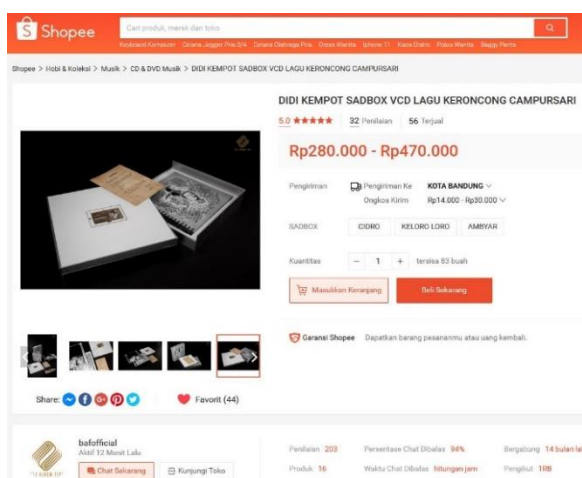 Shopee
Cari produk, merek dan toko
Keyboard Komputer Celana Jogger Pria 3/4 Celana Olahraga Pria Dress Wanita Iphone 11 Kaos Distro Polos Wanita Baggy Pants
Shopee > Hobi & Koleksi > Musik > CD & DVD Musik > DIDI KEMPOT SADBOX VCD LAGU KERONCONG CAMPURSARI
DIDI KEMPOT SADBOX VCD LAGU KERONCONG CAMPURSARI
5.0 ★★★★★ 32 Penilaian 56 Terjual
Rp280.000 - Rp470.000
Pengiriman Pengiriman Ke KOTA BANDUNG
Ongkos Kirim Rp14.000 - Rp30.000
SADBOX CIDRO KELORO LORO AMBYAR
Kuantitas − 1 + tersisa 83 buah
Masukkan Keranjang Beli Sekarang
Garansi Shopee Dapatkan barang pesananmu atau uang kembali.
Share: Favorit (44)
bafofficial
Aktif 12 Menit Lalu
Chat Sekarang Kunjungi Toko
Penilaian 203 Persentase Chat Dibalas 94% Bergabung 14 bulan lal
Produk 16 Waktu Chat Dibalas hitungan jam Pengikut 1RB